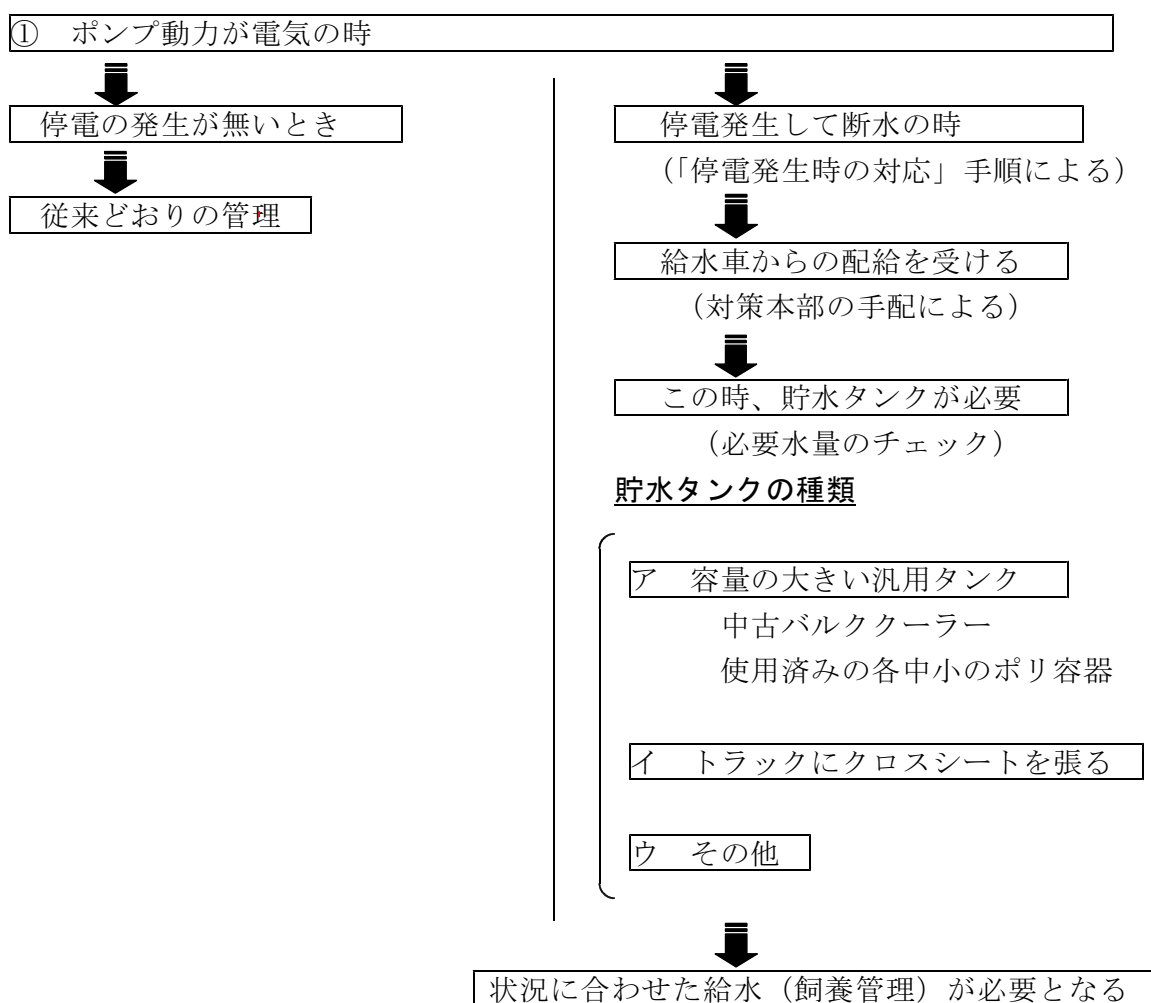 ① ポンプ動力が電気の時
停電の発生が無いとき
従来どおりの管理
停電発生して断水の時
（「停電発生時の対応」手順による）
給水車からの配給を受ける
（対策本部の手配による）
この時、貯水タンクが必要
（必要水量のチェック）
貯水タンクの種類
ア 容量の大きい汎用タンク
中古バルククーラー
使用済みの各中小のポリ容器
イ トラックにクロスシートを張る
ウ その他
状況に合わせた給水（飼養管理）が必要となる